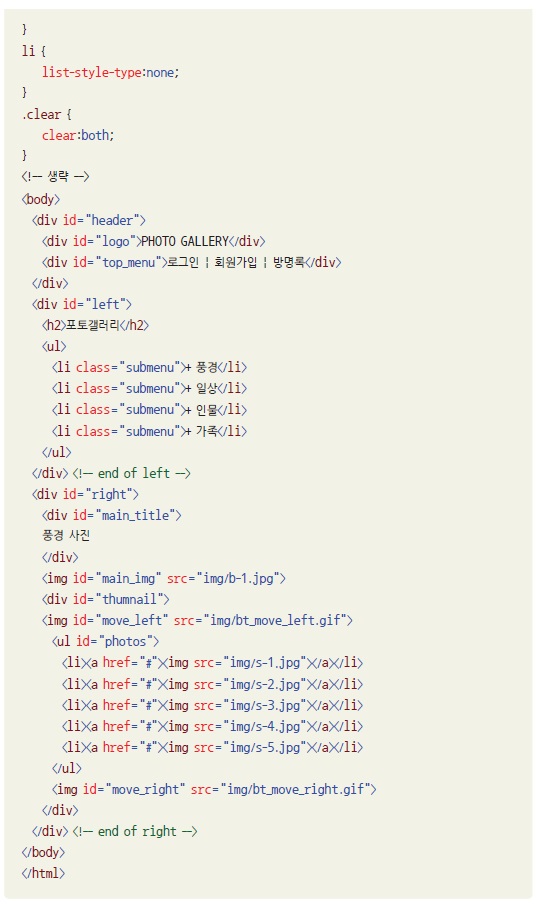 }
li {
list-style-type:none;
}
.clear {
clear:both;
}
<!-- 생략 -->
<body>
<div id="header">
<div id="logo">PHOTO GALLERY</div>
<div id="top_menu">로그인 | 회원가입 | 방명록</div>
</div>
<div id="left">
<h2>포토갤러리</h2>
<ul>
<li class="submenu">+ 풍경</li>
<li class="submenu">+ 일상</li>
<li class="submenu">+ 인물</li>
<li class="submenu">+ 가족</li>
</ul>
</div> <!-- end of left -->
<div id="right">
<div id="main_title">
풍경 사진
</div>
<img id="main_img" src="img/b-1.jpg">
<div id="thumnail">
<img id="move_left" src="img/bt_move_left.gif">
<ul id="photos">
<li><a href="#"><img src="img/s-1.jpg"></a></li>
<li><a href="#"><img src="img/s-2.jpg"></a></li>
<li><a href="#"><img src="img/s-3.jpg"></a></li>
<li><a href="#"><img src="img/s-4.jpg"></a></li>
<li><a href="#"><img src="img/s-5.jpg"></a></li>
</ul>
<img id="move_right" src="img/bt_move_right.gif">
</div>
</div> <!-- end of right -->
</body>
</html>